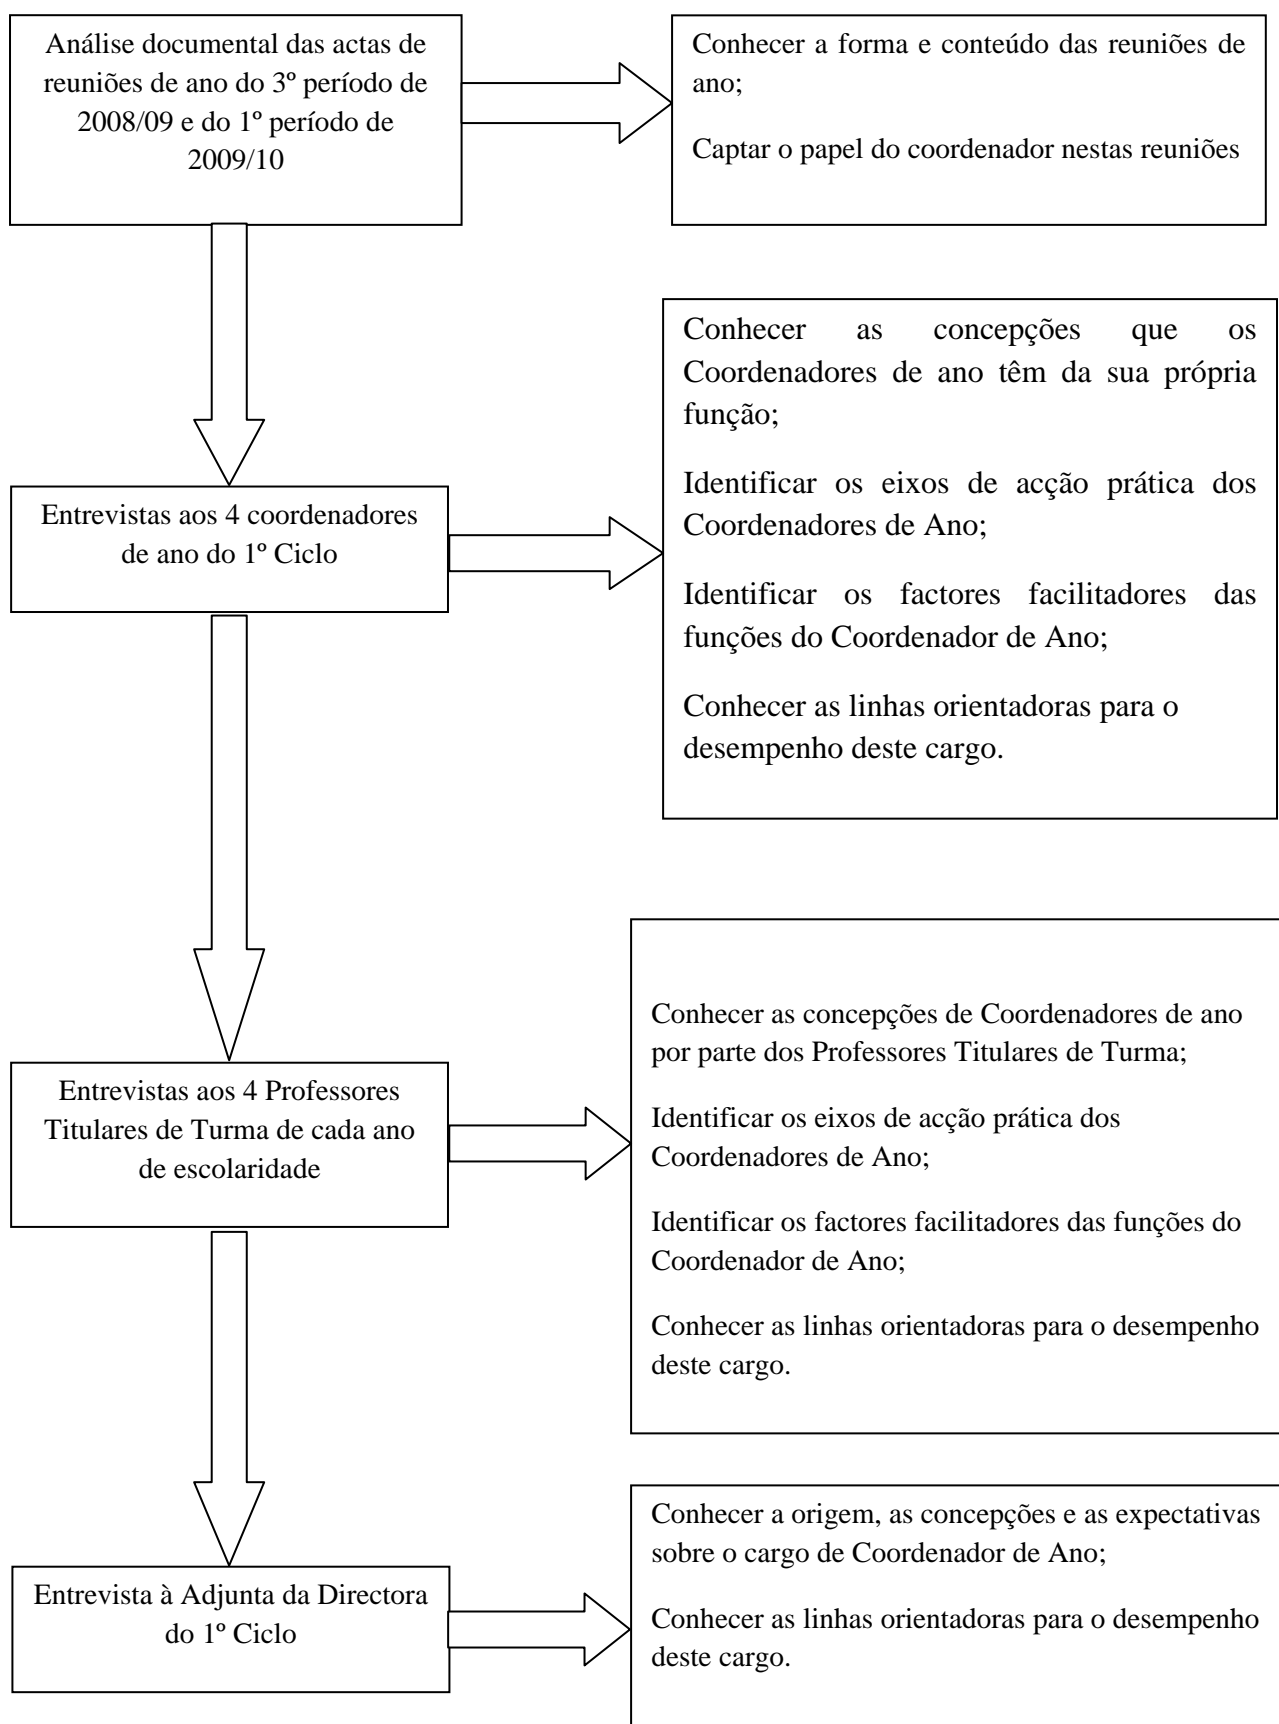 Análise documental das actas de
reuniões de ano do 3º período de
2008/09 e do 1º período de
2009/10
Conhecer a forma e conteúdo das reuniões de
ano;
Captar o papel do coordenador nestas reuniões
Conhecer as concepções que os
Coordenadores de ano têm da sua própria
função;
Identificar os eixos de acção prática dos
Coordenadores de Ano;
Identificar os factores facilitadores das
funções do Coordenador de Ano;
Conhecer as linhas orientadoras para o
desempenho deste cargo.
Entrevistas aos 4 coordenadores
de ano do 1º Ciclo
Conhecer as concepções de Coordenadores de ano
por parte dos Professores Titulares de Turma;
Identificar os eixos de acção prática dos
Coordenadores de Ano;
Identificar os factores facilitadores das funções do
Coordenador de Ano;
Conhecer as linhas orientadoras para o desempenho
deste cargo.
Entrevistas aos 4 Professores
Titulares de Turma de cada ano
de escolaridade
Conhecer a origem, as concepções e as expectativas
sobre o cargo de Coordenador de Ano;
Conhecer as linhas orientadoras para o desempenho
deste cargo.
Entrevista à Adjunta da Directora
do 1º Ciclo